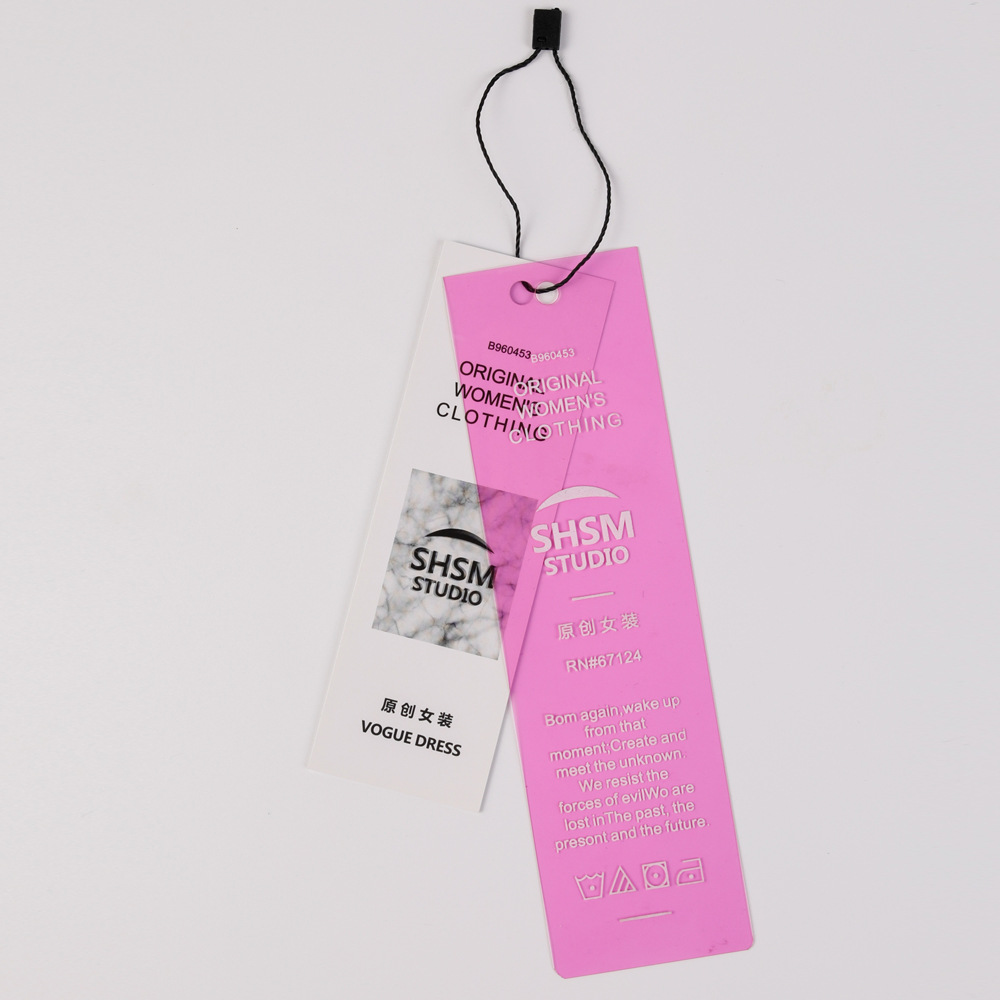 B960453
ORIGINAL
WOMEN'S
CLOTHING
SHSM
STUDIO
原创女装
VOGUE DRESS
B960453
ORIGINAL
WOMEN'S
CLOTHING
SHSM
STUDIO
原创女装
RN#67124
Bom again,wake up
from that
moment;Create and
meet the unknown.
We resist the
forces of evilWo are
lost inThe past, the
presont and the future.